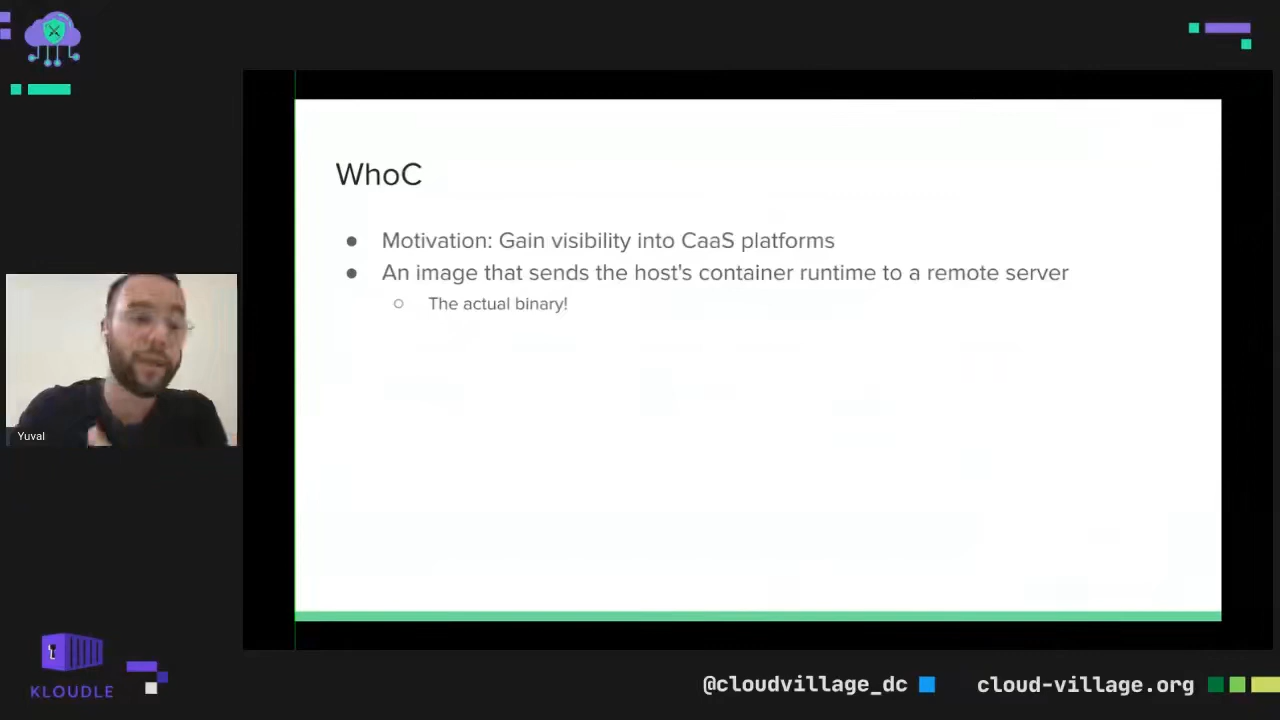 WhoC
● Motivation: Gain visibility into CaaS platforms
● An image that sends the host's container runtime to a remote server
○ The actual binary!
Yuval
KLOUDLE
@cloudvillage_dc
cloud-village.org